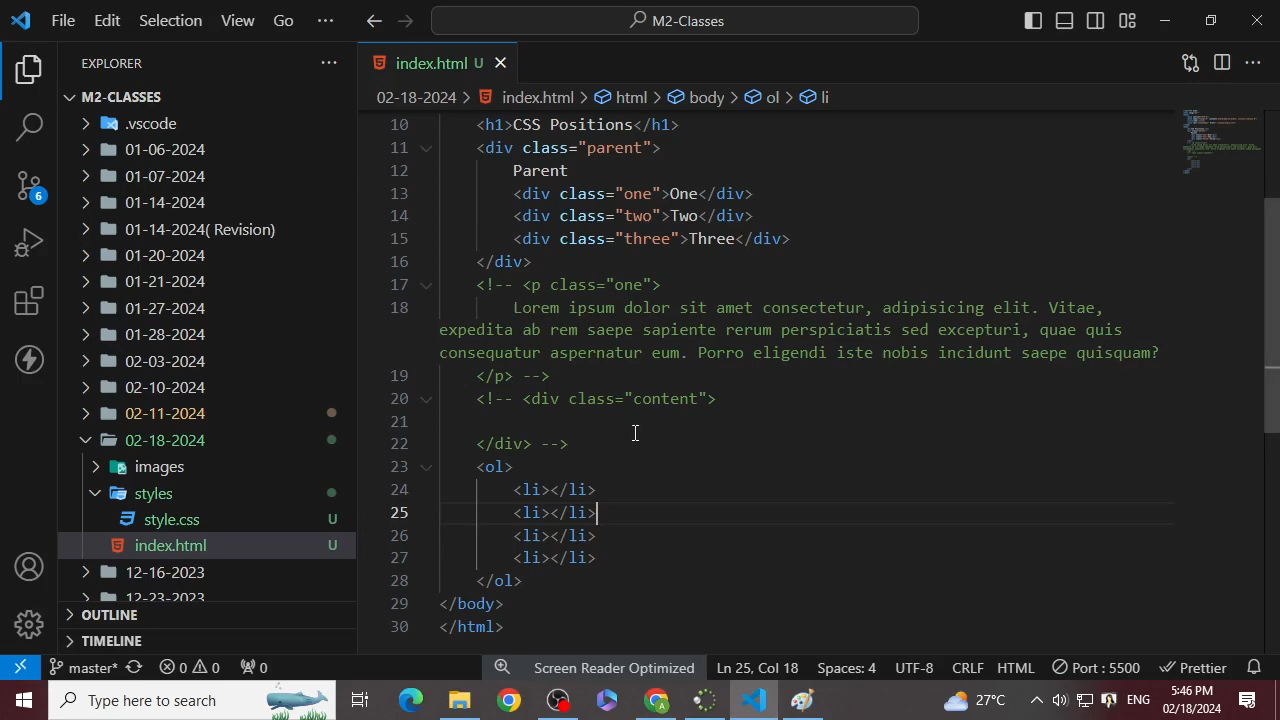 File Edit Selection View Go ··· M2-Classes
EXPLORER ···
M2-CLASSES
.vscode
01-06-2024
01-07-2024
01-14-2024
01-14-2024( Revision)
01-20-2024
01-21-2024
01-27-2024
01-28-2024
02-03-2024
02-10-2024
02-11-2024
02-18-2024
images
styles
style.css U
index.html U
12-16-2023
12-23-2023
OUTLINE
TIMELINE
6
index.html U
02-18-2024 > index.html > html > body > ol > li
10 <h1>CSS Positions</h1>
11 <div class="parent">
12 Parent
13 <div class="one">One</div>
14 <div class="two">Two</div>
15 <div class="three">Three</div>
16 </div>
17 <!-- <p class="one">
18 Lorem ipsum dolor sit amet consectetur, adipisicing elit. Vitae,
expedita ab rem saepe sapiente rerum perspiciatis sed excepturi, quae quis
consequatur aspernatur eum. Porro eligendi iste nobis incidunt saepe quisquam?
19 </p> -->
20 <!-- <div class="content">
21
22 </div> -->
23 <ol>
24 <li></li>
25 <li></li>
26 <li></li>
27 <li></li>
28 </ol>
29 </body>
30 </html>
master* 0 0 0 Screen Reader Optimized Ln 25, Col 18 Spaces: 4 UTF-8 CRLF HTML Port : 5500 Prettier
Type here to search 27°C ENG
5:46 PM
02/18/2024